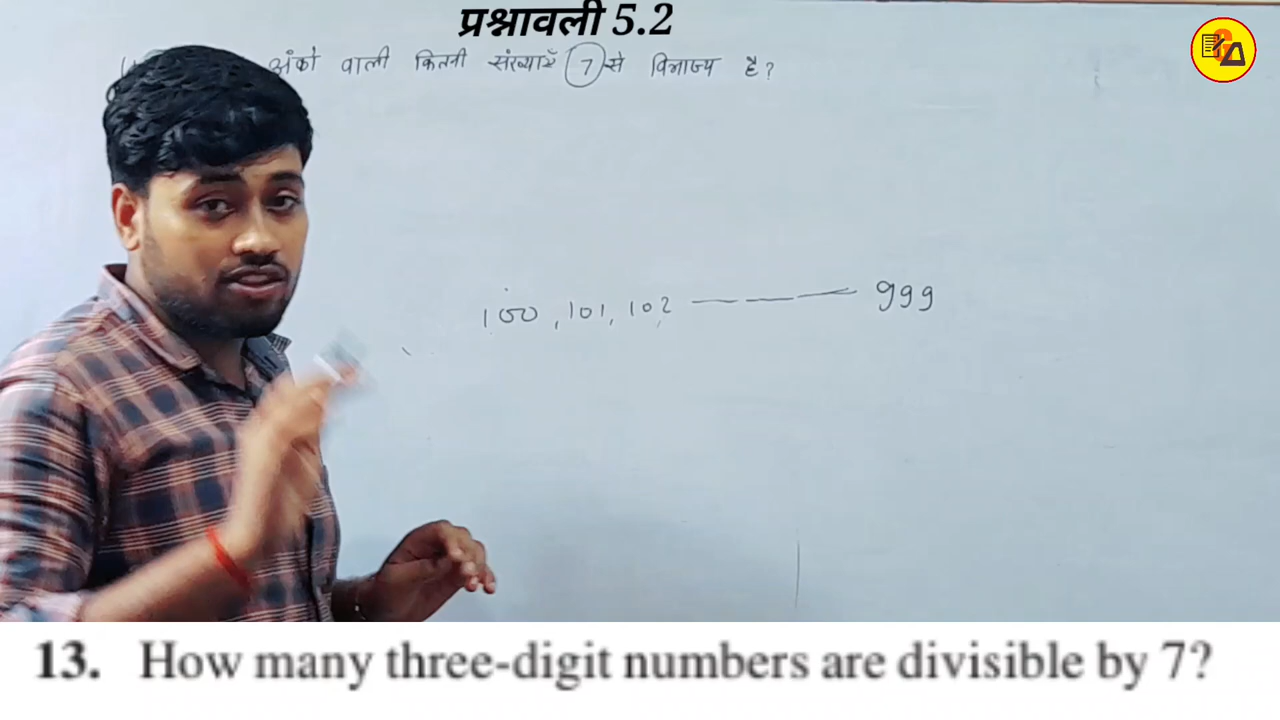 प्रश्नावली 5.2
अंको वाली कितनी संख्याएँ 7 से विभाज्य है?
100, 101, 102 —— —— —— 999
13. How many three-digit numbers are divisible by 7?